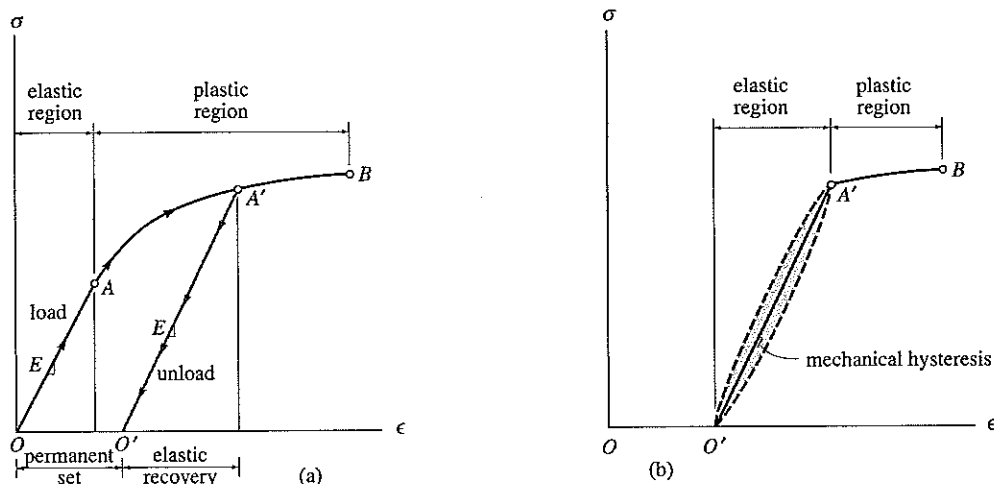 σ
elastic
region
plastic
region
B
A′
A
load
E
E
unload
O
O′
ϵ
permanent
set
elastic
recovery
(a)
σ
elastic
region
plastic
region
B
A′
mechanical hysteresis
O
O′
ϵ
(b)